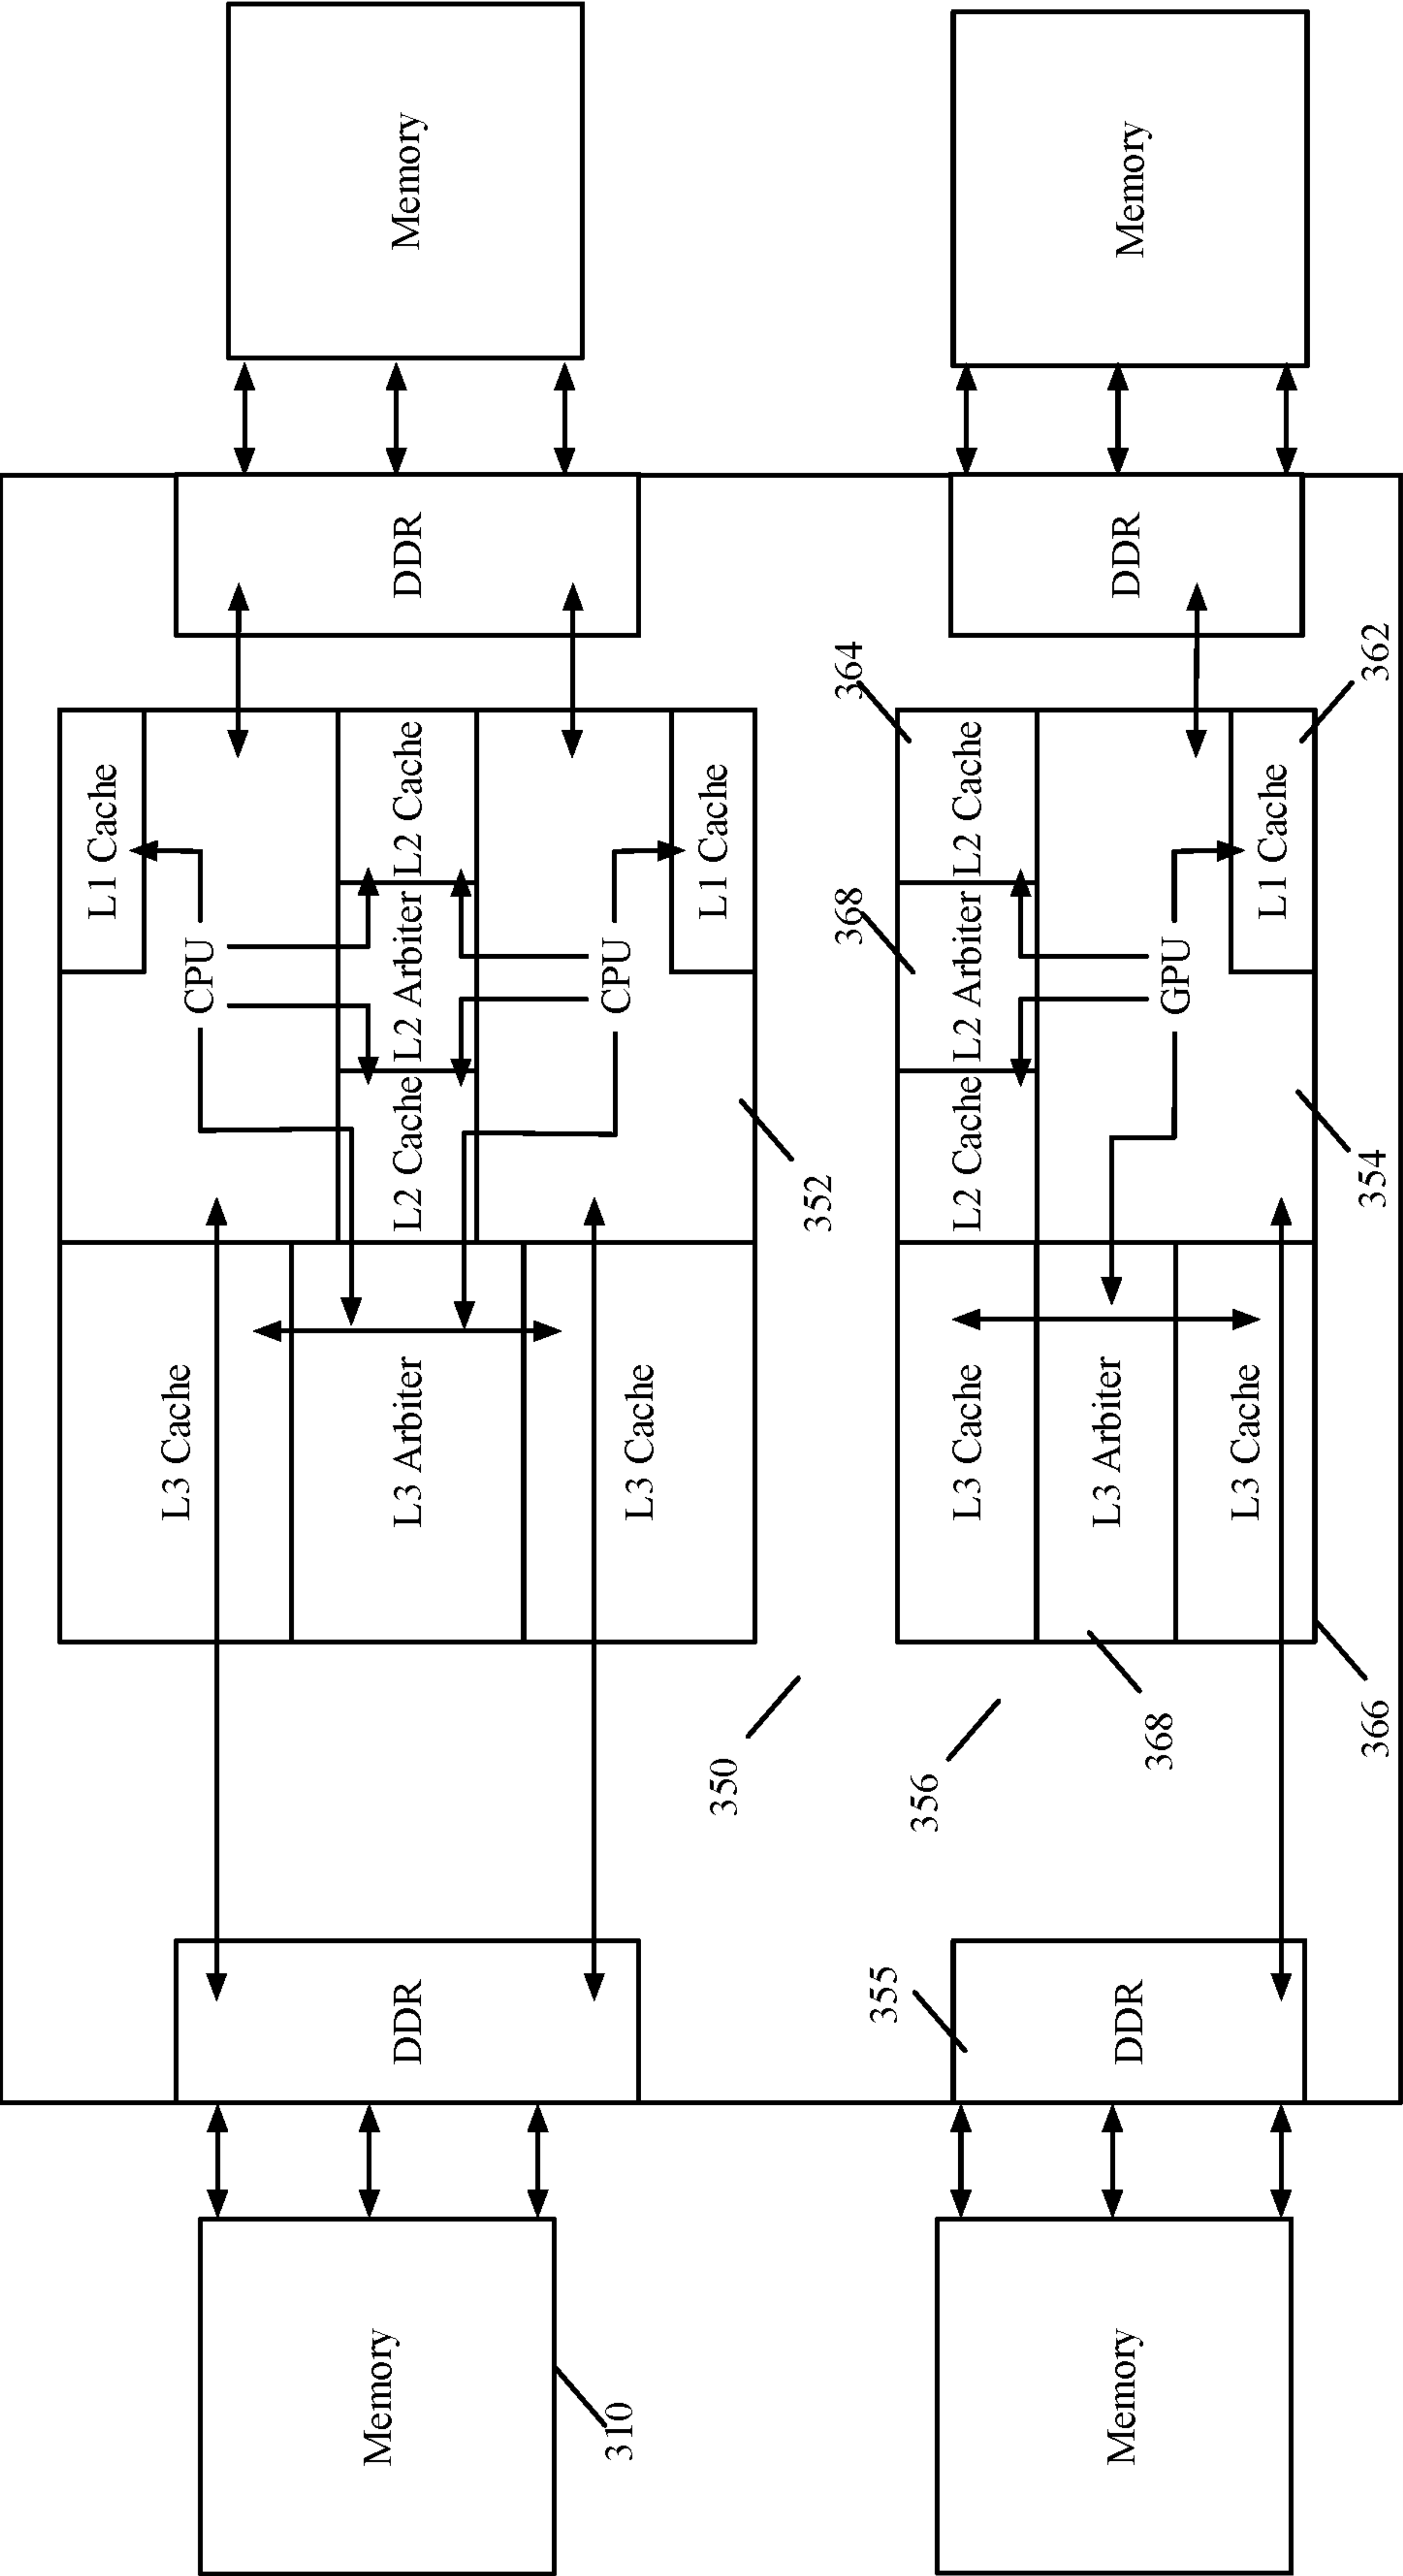 L1 Cache
L3 Cache
CPU
Memory
DDR
L3 Arbiter
L2 Cache
L2 Arbiter
L2 Cache
DDR
Memory
310
CPU
L3 Cache
L1 Cache
350
352
368
364
355
356
L3 Cache
L2 Cache
L2 Arbiter
L2 Cache
Memory
DDR
L3 Arbiter
DDR
Memory
368
GPU
L3 Cache
L1 Cache
366
354
362